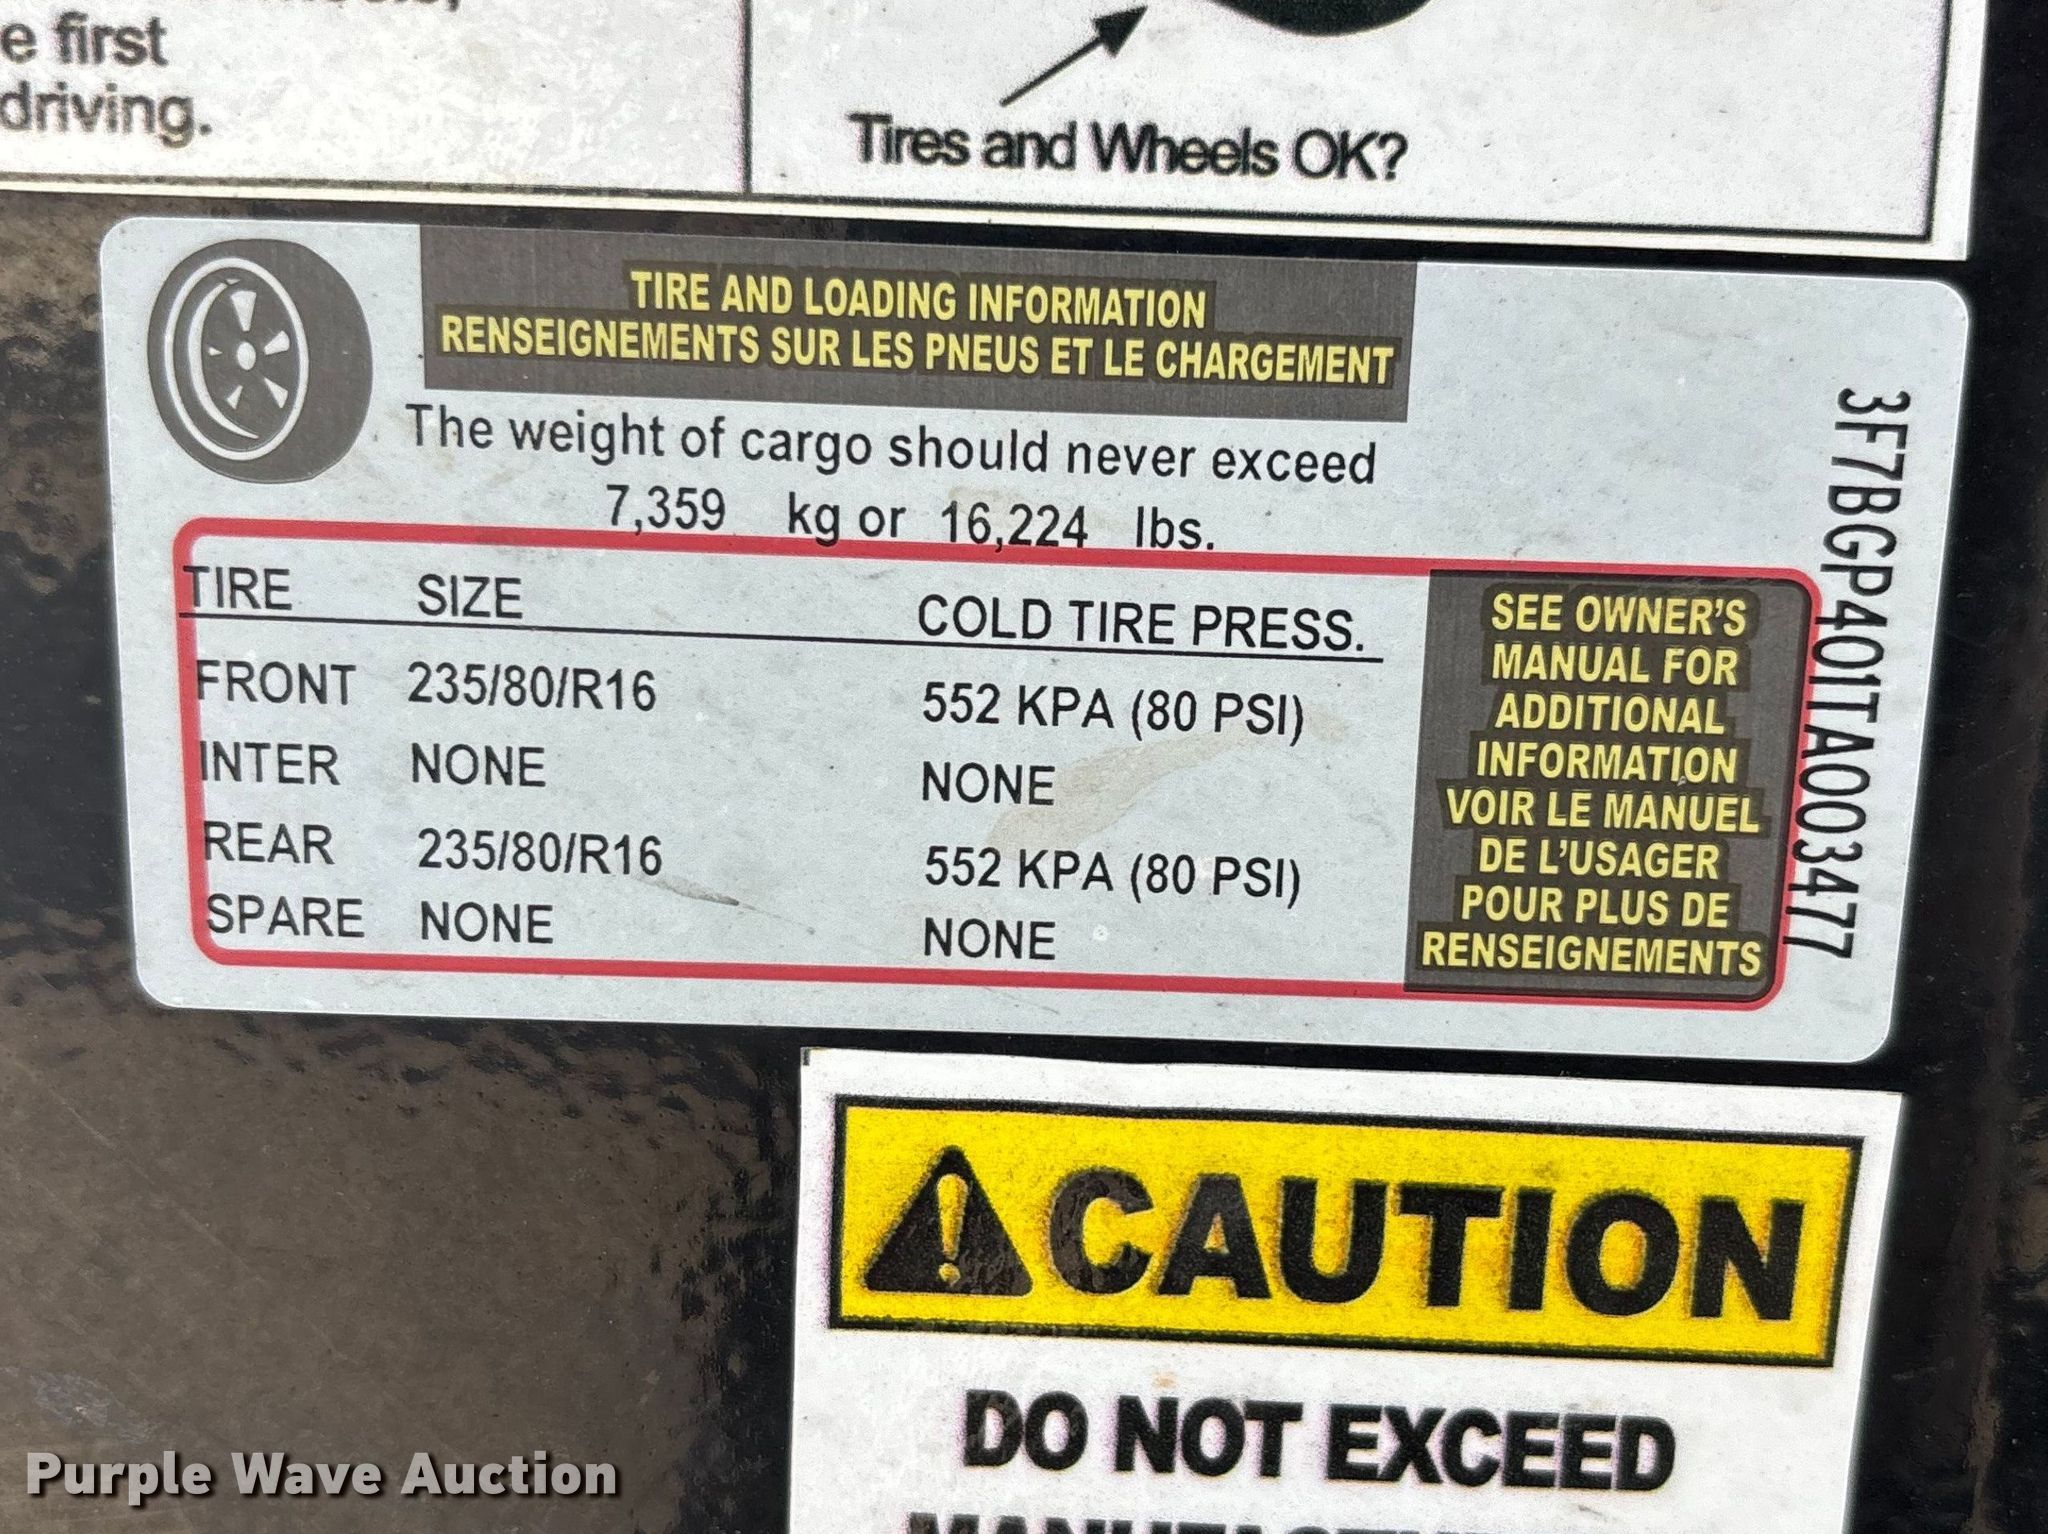 e first
driving.
Tires and Wheels OK?
TIRE AND LOADING INFORMATION
RENSEIGNEMENTS SUR LES PNEUS ET LE CHARGEMENT
The weight of cargo should never exceed
7,359 kg or 16,224 lbs.
TIRE SIZE COLD TIRE PRESS.
FRONT 235/80/R16 552 KPA (80 PSI)
INTER NONE NONE
REAR 235/80/R16 552 KPA (80 PSI)
SPARE NONE NONE
SEE OWNER'S
MANUAL FOR
ADDITIONAL
INFORMATION
VOIR LE MANUEL
DE L'USAGER
POUR PLUS DE
RENSEIGNEMENTS
3F7BGP401TA003477
CAUTION
DO NOT EXCEED
Purple Wave Auction